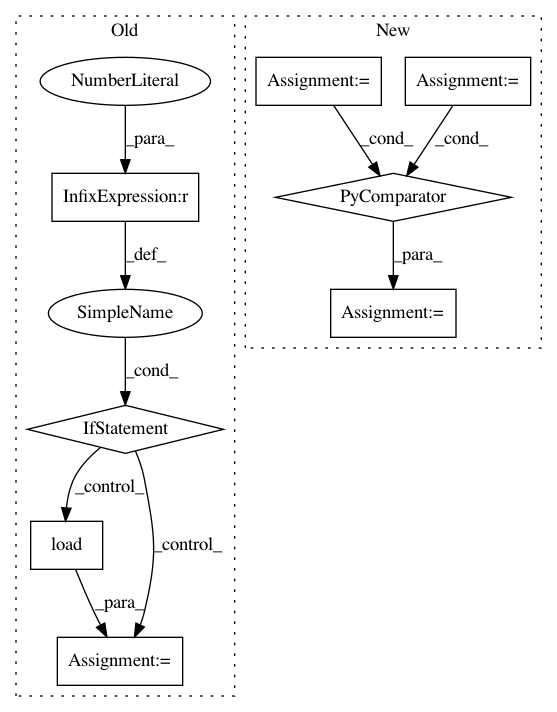 Old
NumberLiteral
_para_
InfixExpression:r
_def_
SimpleName
_cond_
IfStatement
_control_
_control_
load
_para_
Assignment:=
New
Assignment:=
Assignment:=
_cond_
_cond_
PyComparator
_para_
Assignment:=